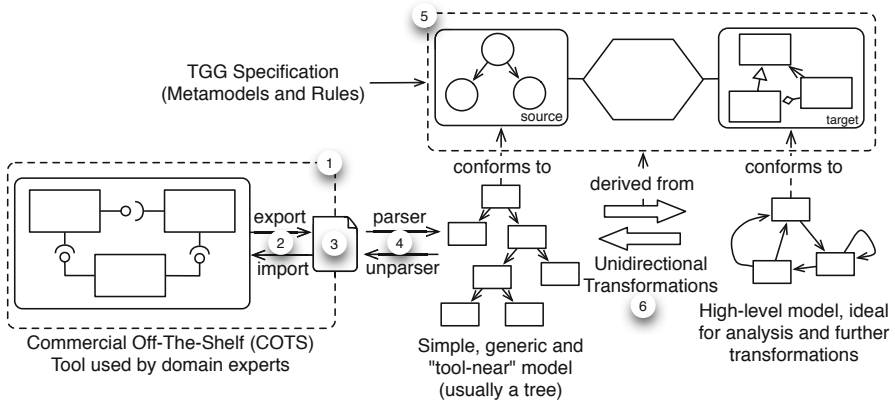 5
TGG Specification
(Metamodels and Rules)
source
target
1
conforms to
derived from
conforms to
export
2
import
3
parser
4
unparser
Unidirectional
Transformations
6
Commercial Off-The-Shelf (COTS)
Tool used by domain experts
Simple, generic and
"tool-near" model
(usually a tree)
High-level model, ideal
for analysis and further
transformations